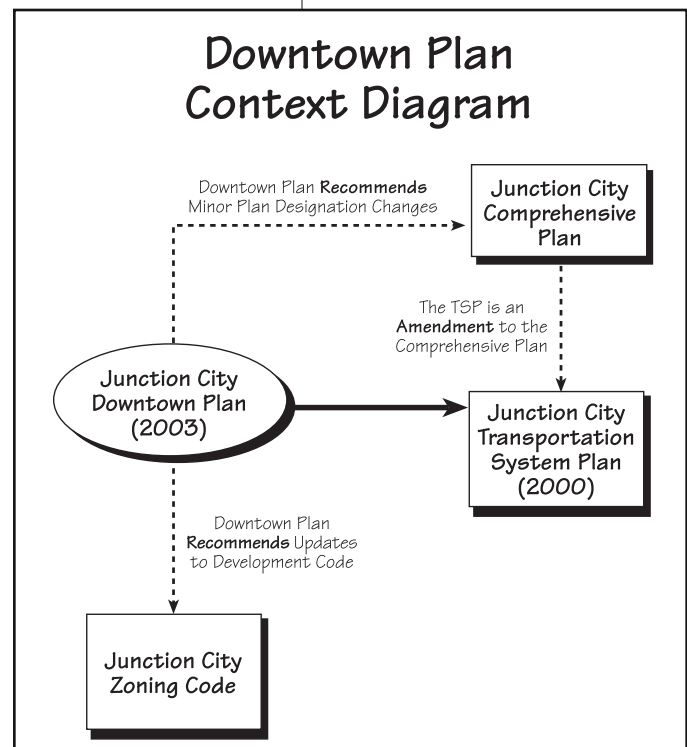 Downtown Plan
Context Diagram
Downtown Plan Recommends
Minor Plan Designation Changes
Junction City
Comprehensive
Plan
The TSP is an
Amendment to the
Comprehensive Plan
Junction City
Downtown Plan
(2003)
Junction City
Transportation
System Plan
(2000)
Downtown Plan
Recommends Updates
to Development Code
Junction City
Zoning Code